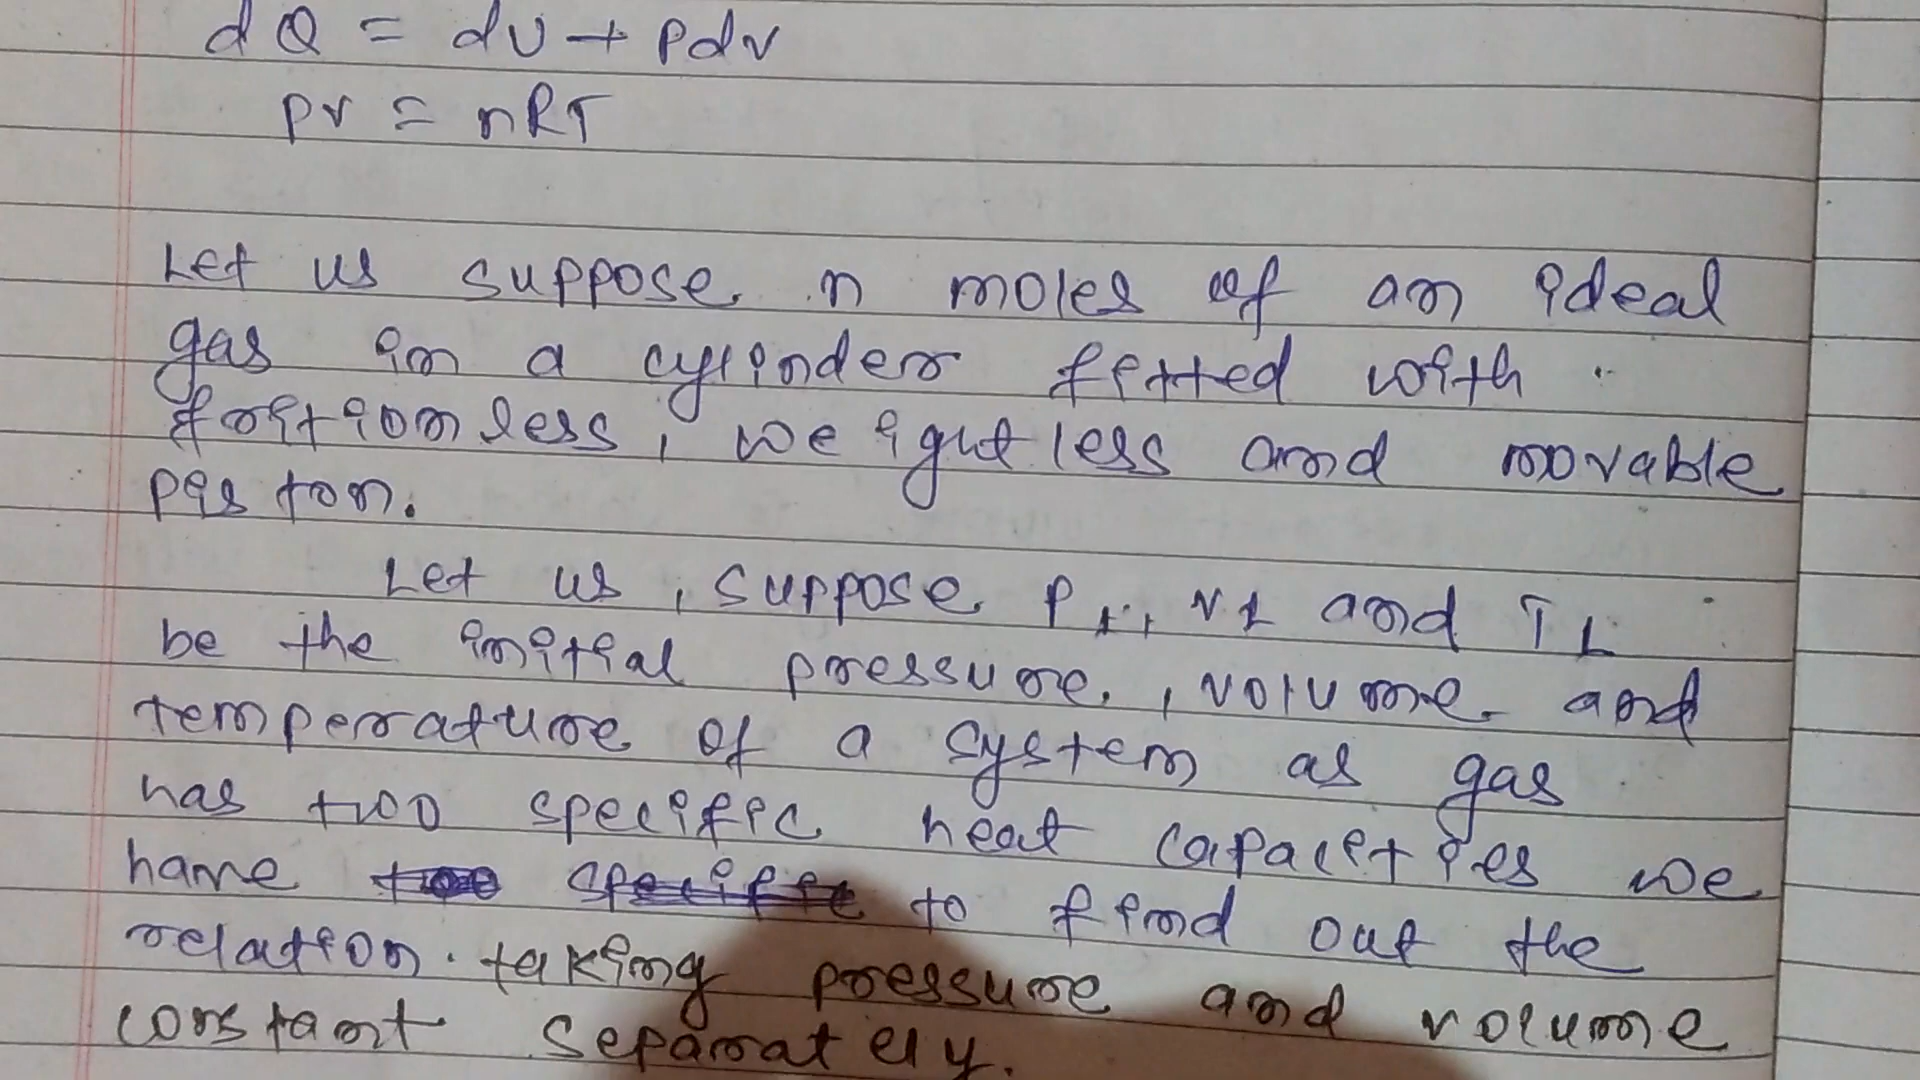 dQ = dU + pdv
pv = nRT
Let us suppose n moles of an ideal
gas in a cylinder fitted with
fritionless, weightless and movable
piston.
Let us, suppose P1, V1 and T1
be the initial pressure, volume and
temperature of a system as gas
has two specific heat capacities we
have to find out the
relation. taking pressure and volume
constant separately.